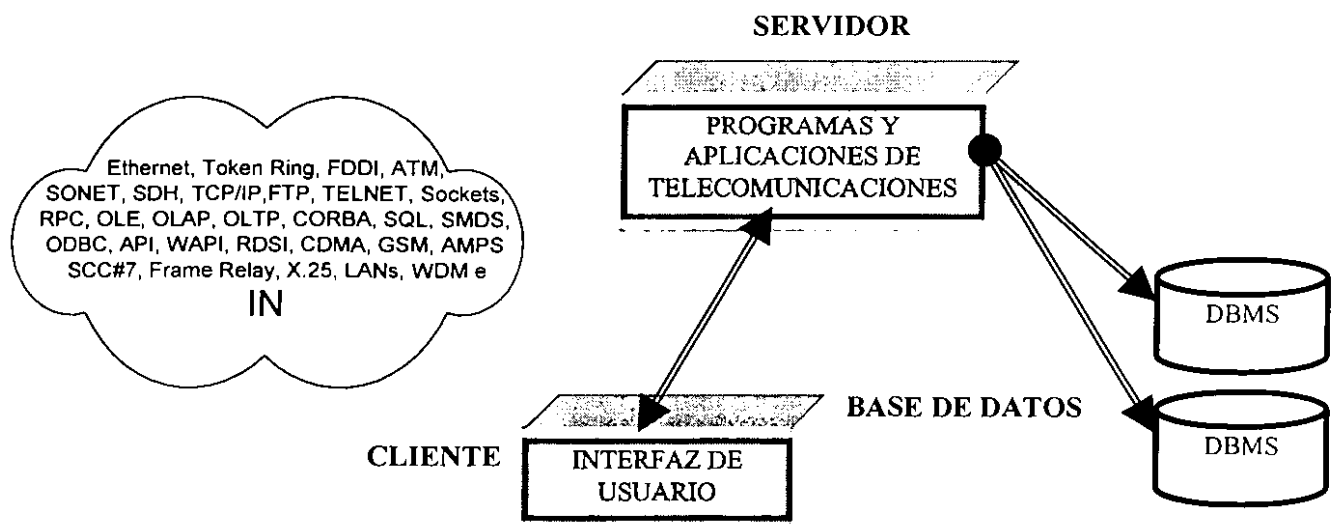 SERVIDOR
PROGRAMAS Y
APLICACIONES DE
TELECOMUNICACIONES
Ethernet, Token Ring, FDDI, ATM,
SONET, SDH, TCP/IP,FTP, TELNET, Sockets,
RPC, OLE, OLAP, OLTP, CORBA, SQL, SMDS,
ODBC, API, WAPI, RDSI, CDMA, GSM, AMPS
SCC#7, Frame Relay, X.25, LANs, WDM e
IN
DBMS
BASE DE DATOS
DBMS
CLIENTE
INTERFAZ DE
USUARIO